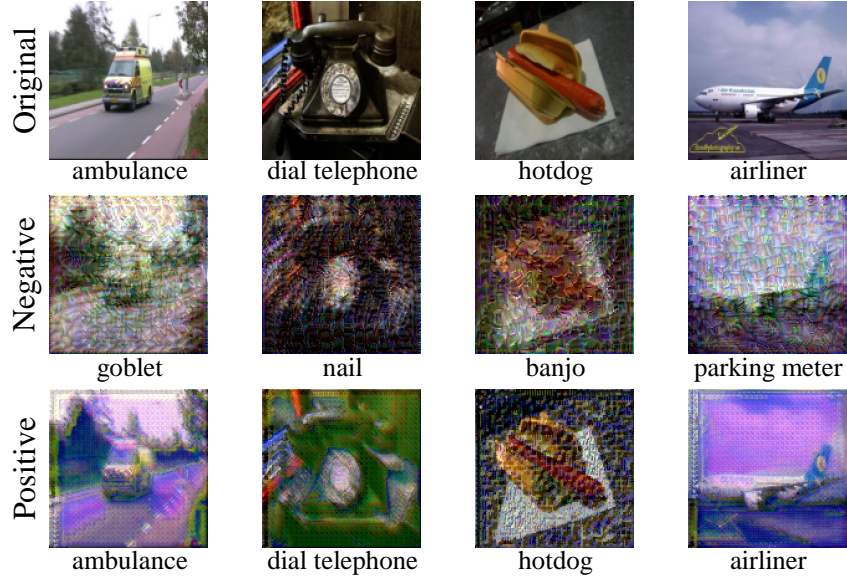 Original
ambulance
dial telephone
hotdog
airliner
Negative
goblet
nail
banjo
parking meter
Positive
ambulance
dial telephone
hotdog
airliner